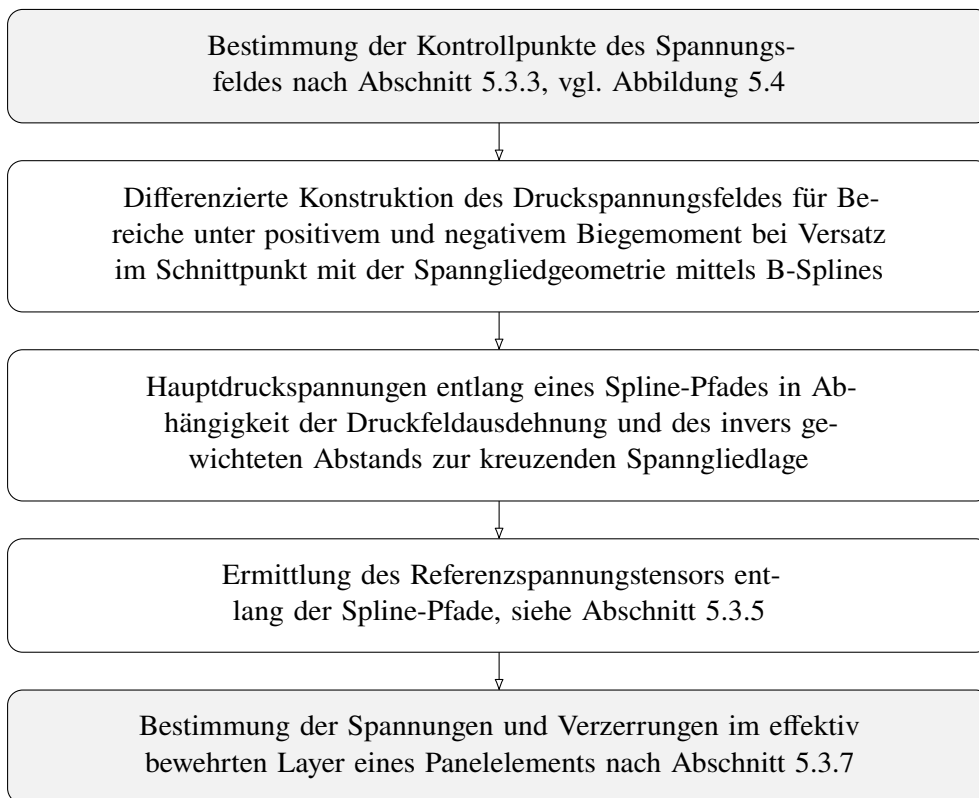 Bestimmung der Kontrollpunkte des Spannungs-
feldes nach Abschnitt 5.3.3, vgl. Abbildung 5.4
Differenzierte Konstruktion des Druckspannungsfeldes für Be-
reiche unter positivem und negativem Biegemoment bei Versatz
im Schnittpunkt mit der Spanngliedgeometrie mittels B-Splines
Hauptdruckspannungen entlang eines Spline-Pfades in Ab-
hängigkeit der Druckfeldausdehnung und des invers ge-
wichteten Abstands zur kreuzenden Spanngliedlage
Ermittlung des Referenzspannungstensors ent-
lang der Spline-Pfade, siehe Abschnitt 5.3.5
Bestimmung der Spannungen und Verzerrungen im effektiv
bewehrten Layer eines Panelelements nach Abschnitt 5.3.7